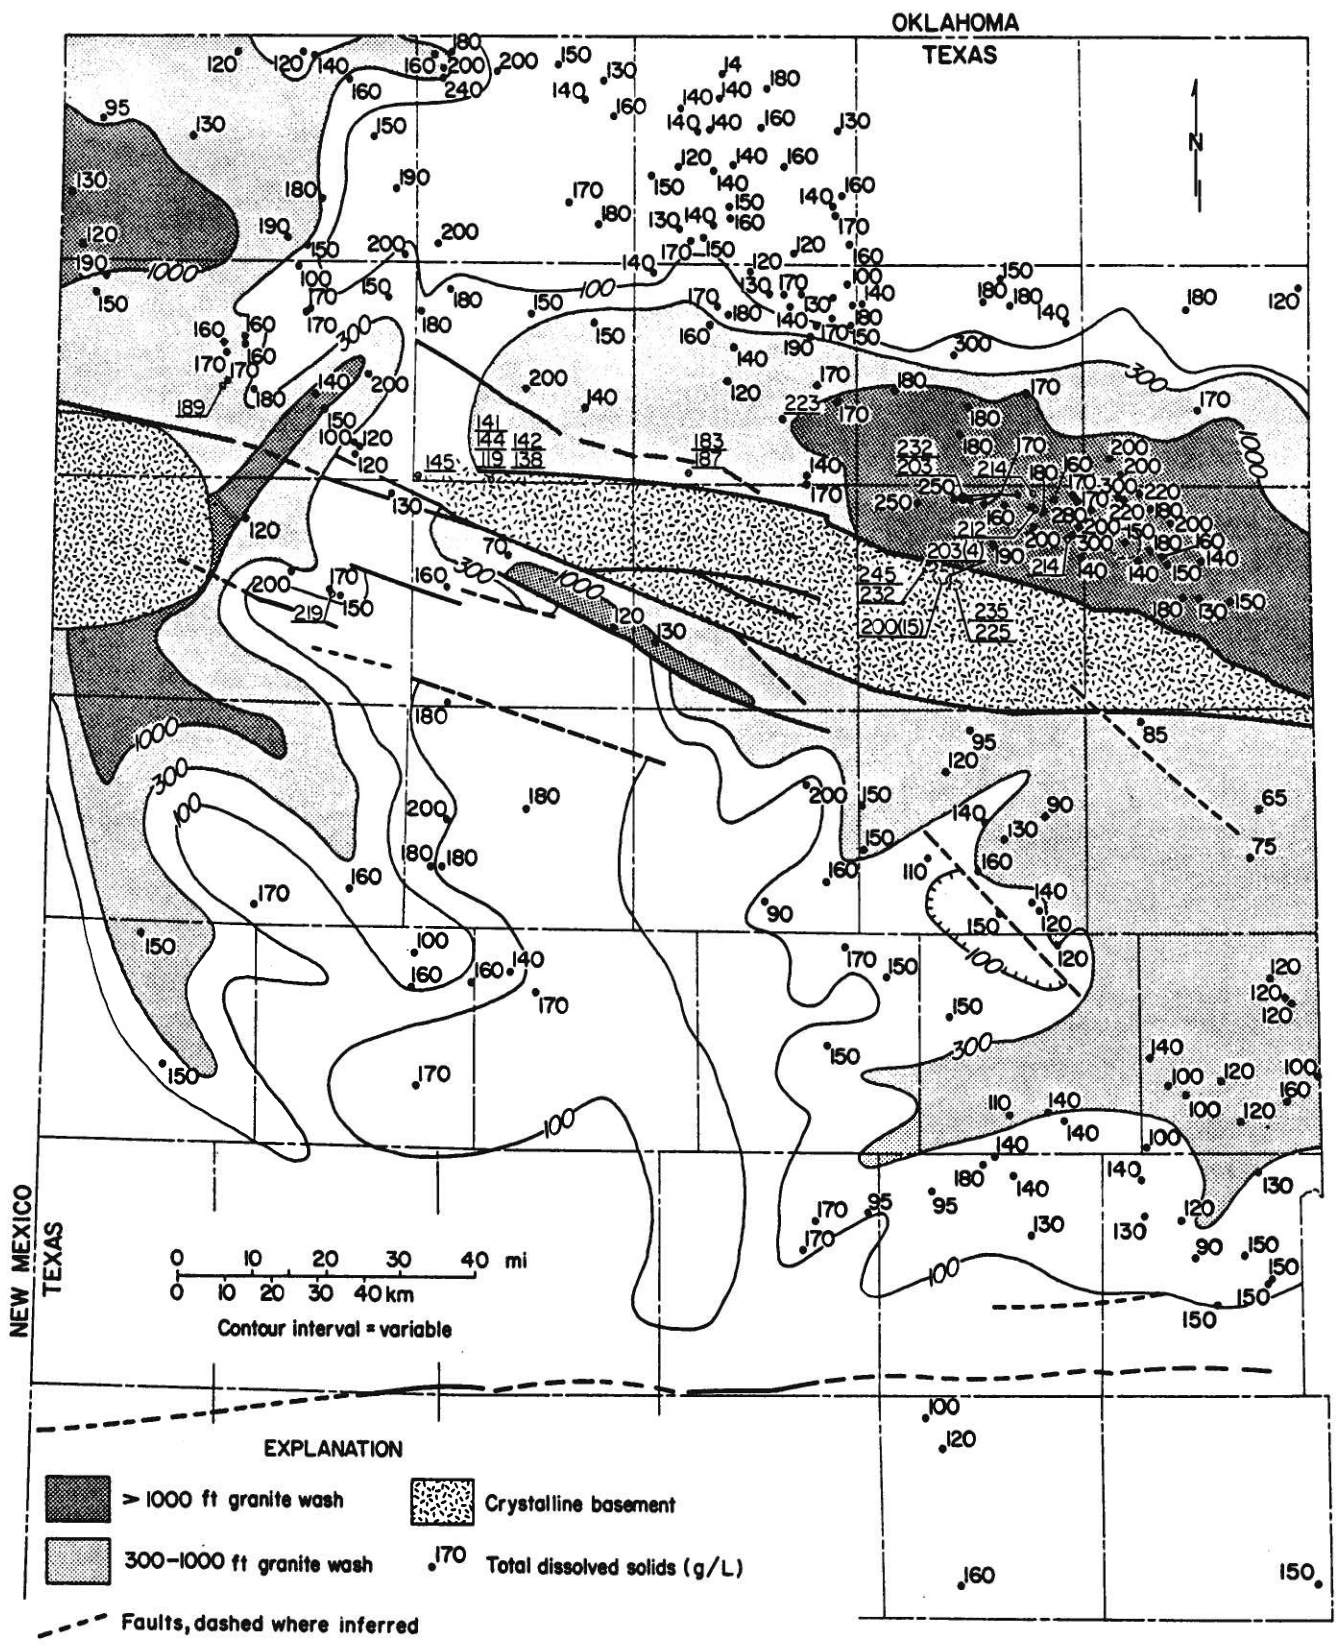 OKLAHOMA
TEXAS
180
120 120 140 160 200 200 150 14
160 240 130 180
95 140 160 140 140
130 150 140 140 160 130
120 140 160
130 180 190 170 150 140 160
150 140
190 180 130 140 160 170
120 150 200 200 170 150 120 160
190 1000 100 140 120 100 150
150 170 150 180 100 130 170 130 140 180 180 180 120
170 180 150 170 180 140 180 140
160 160 300 150 160 190 170 150 300
170 160 140 300
170 180 140 200 200 120 170 180 170 170
189 140 223 170 180
150 141 183 232 180 170 200 1000
100 120 144 142 187 203 214 180 160 200
120 145 119 138 140 250 170 300 220
130 170 250 160 280 170 220 180
120 212 200 200 150 200
70 203(4) 190 300 180 160
200 170 160 300 1000 245 214 140 140 150 140
219 150 232 180 130 150
120 130 200(15) 235
225
180
1000 95 85
300 120
100 200 180 200 150 140 90 65
130 75
180 180 150 160
170 160 160 110 140
90 150 120
150 100 170 150 100 120 120
160 160 140 120
170 150 120
300
150 170 150 140 120 100
100 160
110 140 100 120
100 140 100
140 140
180 140 130
170 95 95 120
170 130 130 90 150
100 150
150
150
NEW MEXICO
TEXAS
0 10 20 30 40 mi
0 10 20 30 40 km
Contour interval = variable
N
100
120
EXPLANATION
> 1000 ft granite wash
Crystalline basement
300-1000 ft granite wash
170 Total dissolved solids (g/L)
160 150
Faults, dashed where inferred